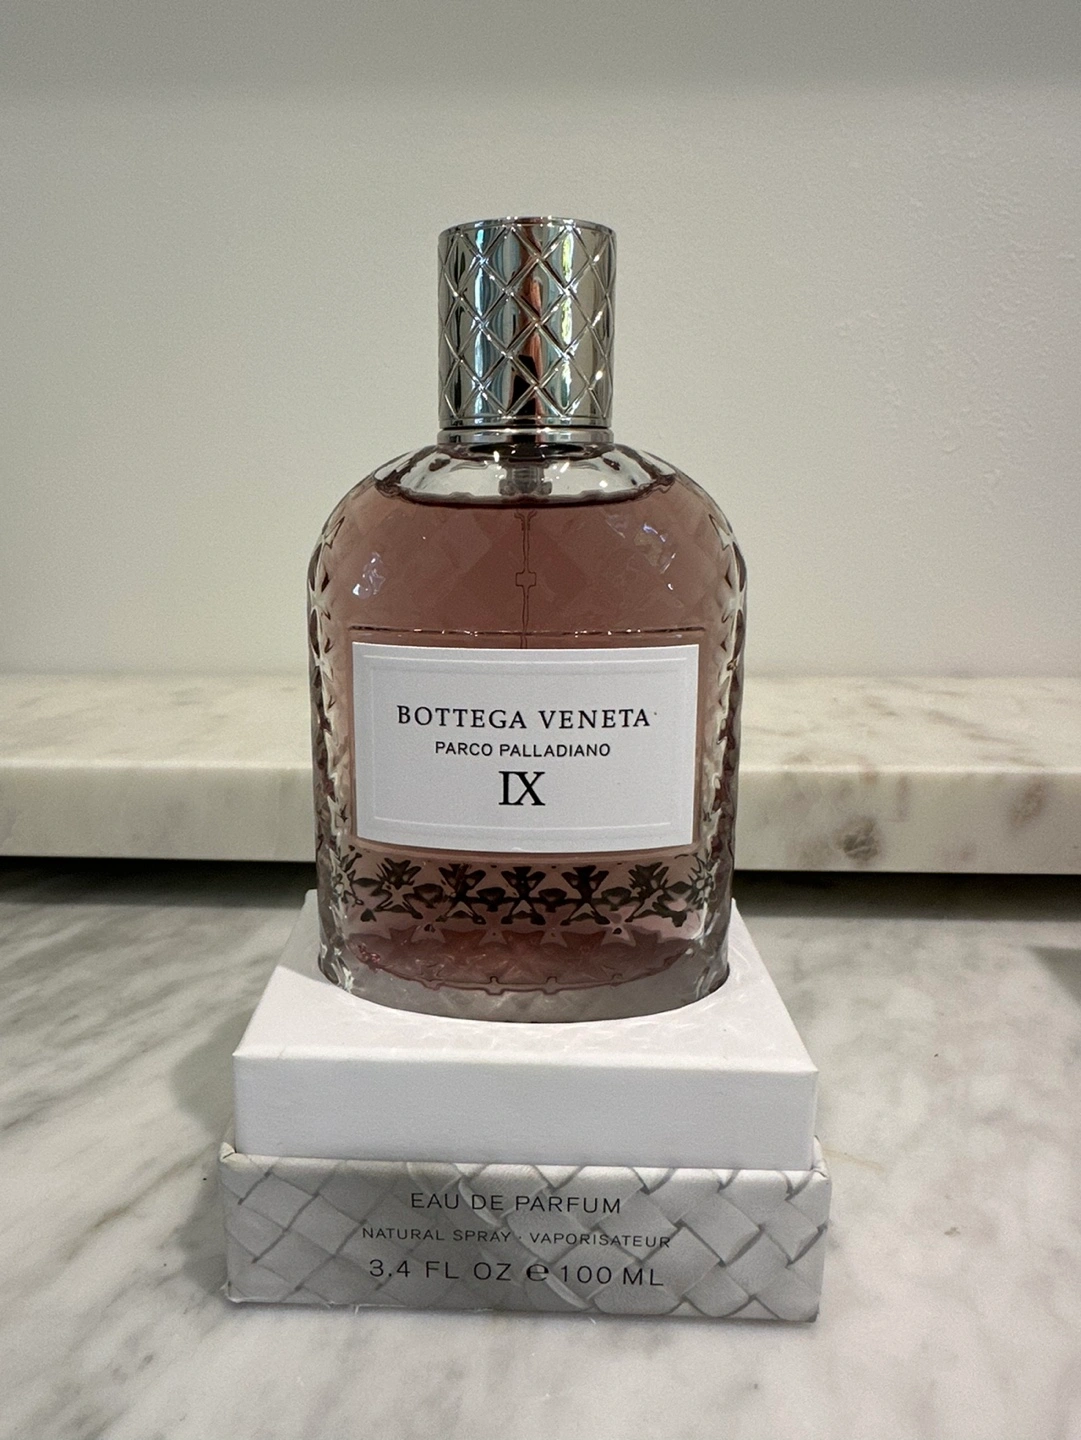 BOTTEGA VENETA
PARCO PALLADIANO
IX
EAU DE PARFUM
NATURAL SPRAY · VAPORISATEUR
3.4 FL OZ ℮ 100 ML